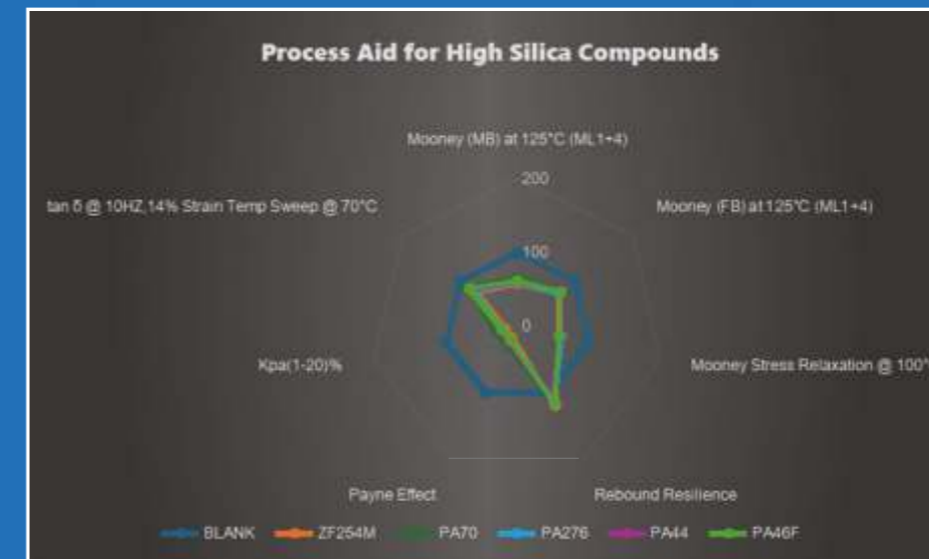 Process Aid for High Silica Compounds
Mooney (MB) at 125°C (ML1+4)
200
tan δ @ 10HZ,14% Strain Temp Sweep @ 70°C
Mooney (FB) at 125°C (ML1+4)
100
0
Kpa(1-20)%
Mooney Stress Relaxation @ 100°
Payne Effect
Rebound Resilience
BLANK ZF254M PA70 PA276 PA44 PA46F